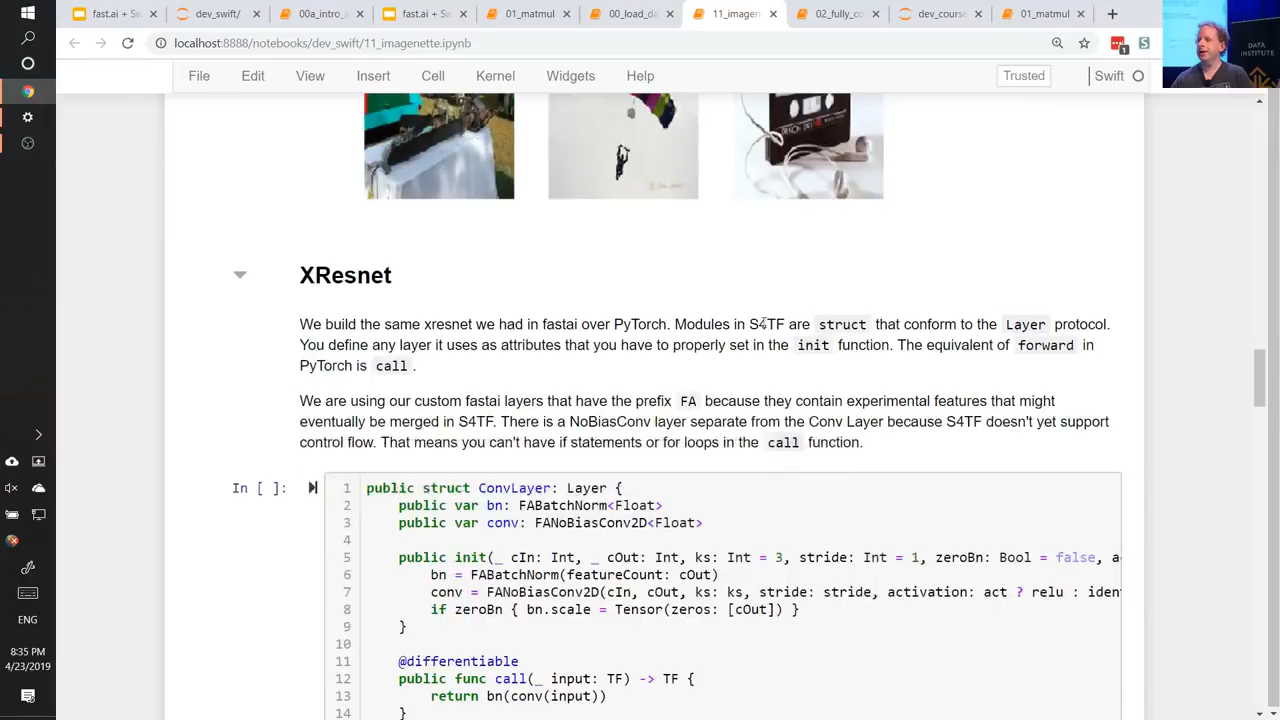 fast.ai + Sw
dev_swift/
00a_intro_a
fast.ai + Sw
01_matmul
00_load_da
11_imagen
02_fully_co
dev_course
01_matmul
localhost:8888/notebooks/dev_swift/11_imagenette.ipynb
DATA
INSTITUTE
File Edit View Insert Cell Kernel Widgets Help Trusted Swift
XResnet
We build the same xresnet we had in fastai over PyTorch. Modules in S4TF are struct that conform to the Layer protocol.
You define any layer it uses as attributes that you have to properly set in the init function. The equivalent of forward in
PyTorch is call .
We are using our custom fastai layers that have the prefix FA because they contain experimental features that might
eventually be merged in S4TF. There is a NoBiasConv layer separate from the Conv Layer because S4TF doesn't yet support
control flow. That means you can't have if statements or for loops in the call function.
In [ ]:
1 public struct ConvLayer: Layer {
2 public var bn: FABatchNorm<Float>
3 public var conv: FANoBiasConv2D<Float>
4
5 public init(_ cIn: Int, _ cOut: Int, ks: Int = 3, stride: Int = 1, zeroBn: Bool = false, a
6 bn = FABatchNorm(featureCount: cOut)
7 conv = FANoBiasConv2D(cIn, cOut, ks: ks, stride: stride, activation: act ? relu : iden
8 if zeroBn { bn.scale = Tensor(zeros: [cOut]) }
9 }
10
11 @differentiable
12 public func call(_ input: TF) -> TF {
13 return bn(conv(input))
14 }
ENG
8:35 PM
4/23/2019